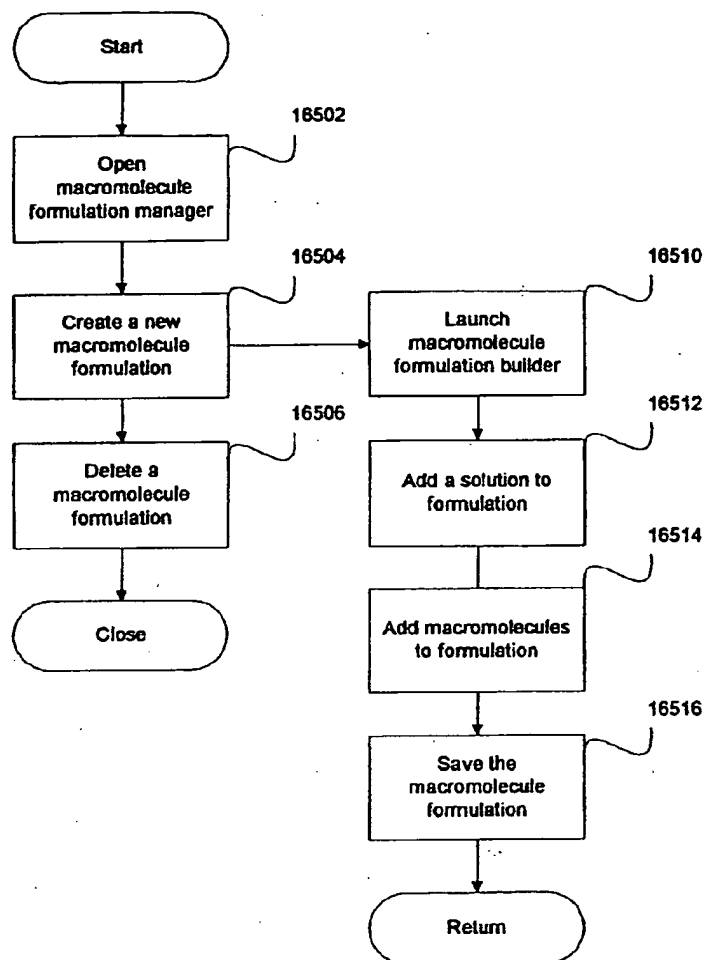 Start
16502
Open
macromolecule
formulation manager
16504
Create a new
macromolecule
formulation
16506
Delete a
macromolecule
formulation
Close
16510
Launch
macromolecule
formulation builder
16512
Add a solution to
formulation
16514
Add macromolecules
to formulation
16516
Save the
macromolecule
formulation
Return